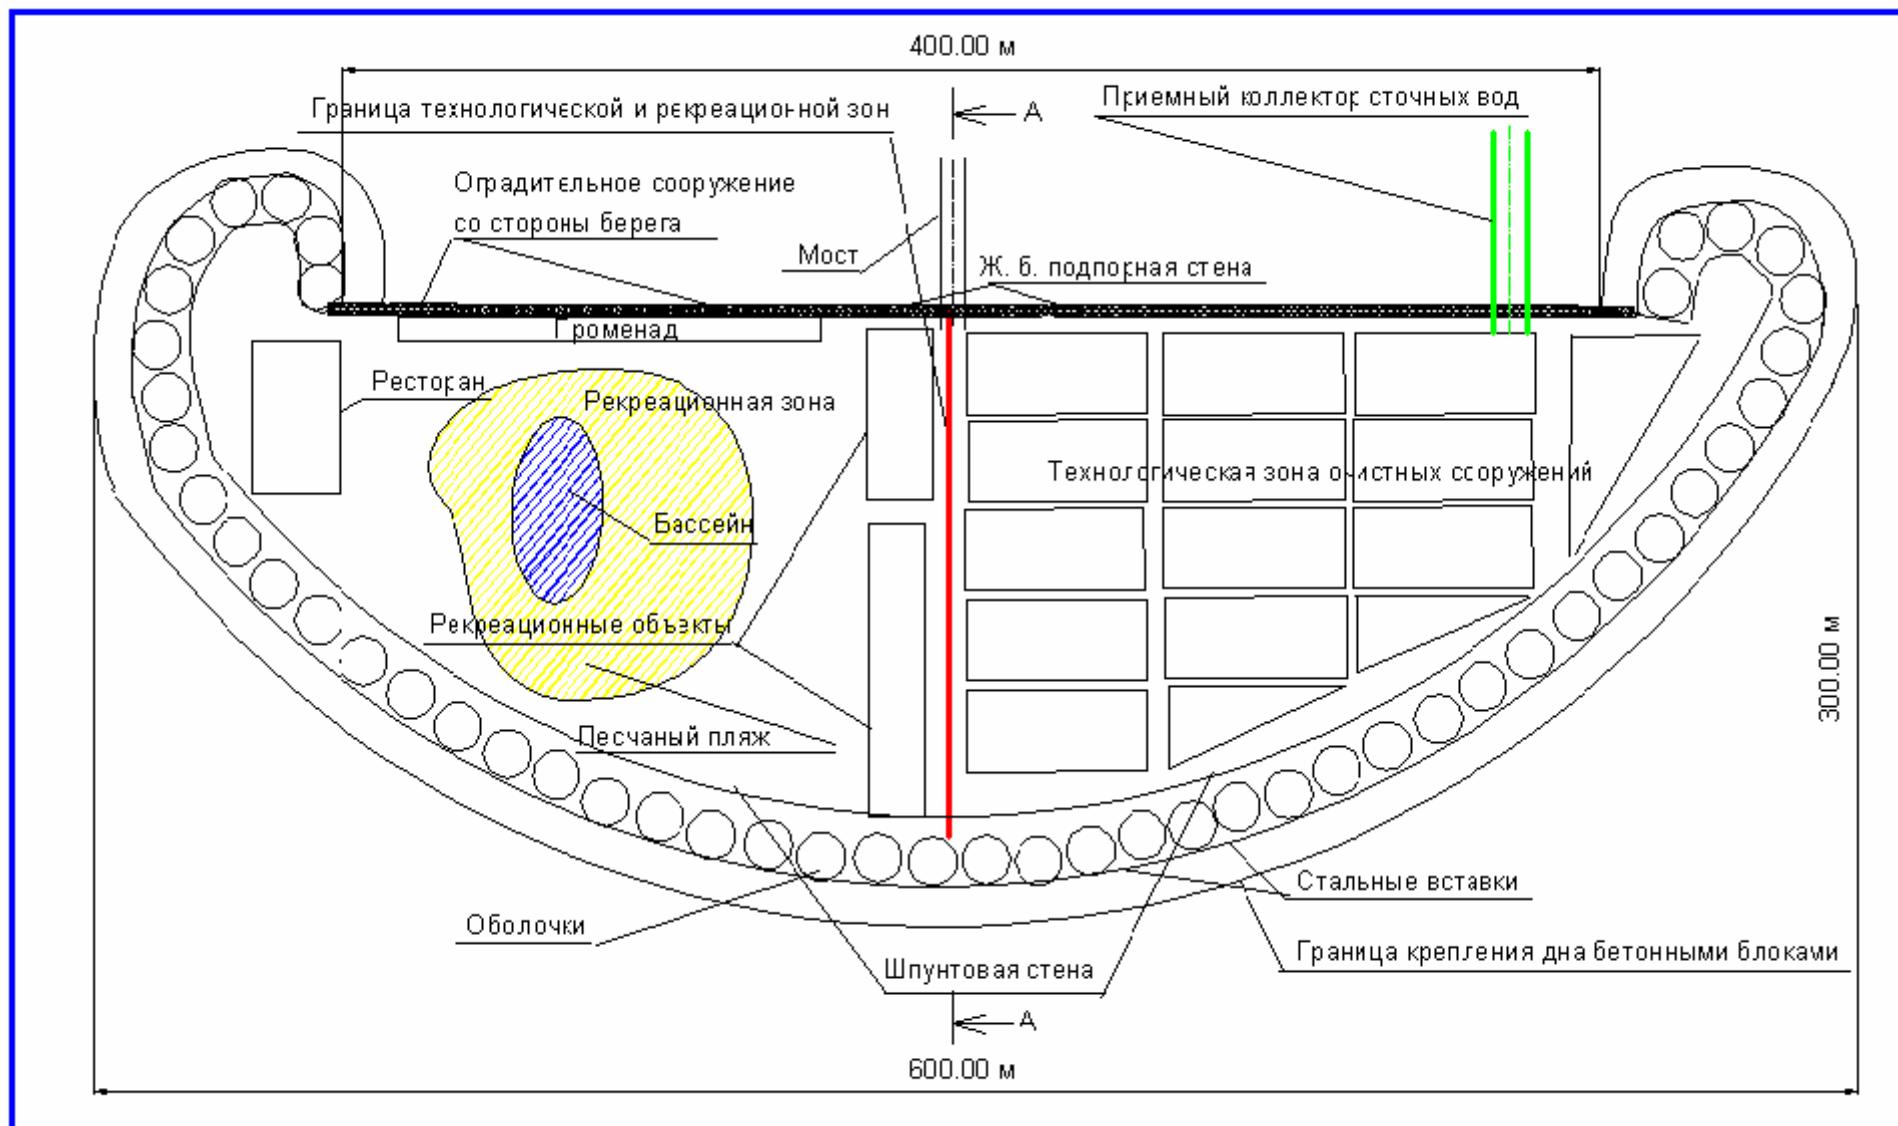 400.00 м
Граница технологической и рекреационной зон
А
Приемный коллектор сточных вод
Оградительное сооружение
со стороны берега
Мост
Ж. б. подпорная стена
Променад
Ресторан
Рекреационная зона
Технологическая зона очистных сооружений
Бассейн
Рекреационные объекты
300.00 м
Песчаный пляж
Стальные вставки
Оболочки
Граница крепления дна бетонными блоками
Шпунтовая стена
А
600.00 м